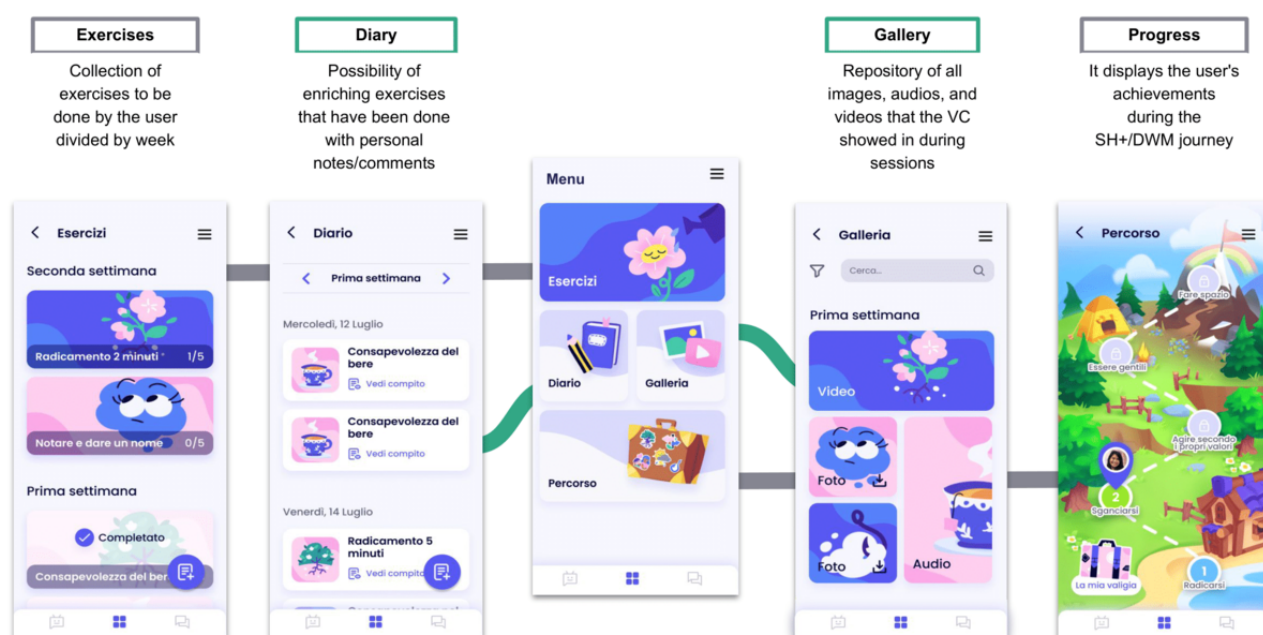 Exercises
Collection of
exercises to be
done by the user
divided by week
Diary
Possibility of
enriching exercises
that have been done
with personal
notes/comments
Gallery
Repository of all
images, audios, and
videos that the VC
showed in during
sessions
Progress
It displays the user's
achievements
during the
SH+/DWM journey
Esercizi
Seconda settimana
Radicamento 2 minuti 1/5
Notare e dare un nome 0/5
Prima settimana
Completato
Consapevolezza del ber
Diario
Prima settimana
Mercoledì, 12 Luglio
Consapevolezza del
bere
Vedi compito
Consapevolezza del
bere
Vedi compito
Venerdì, 14 Luglio
Radicamento 5
minuti
Vedi compito
Menu
Esercizi
Diario
Galleria
Percorso
Galleria
Cerca...
Prima settimana
Video
Foto
Foto
Audio
Percorso
Fare spazio
Essere gentili
Agire secondo
i propri valori
2
Sganciarsi
La mia valigia
1
Radicarsi